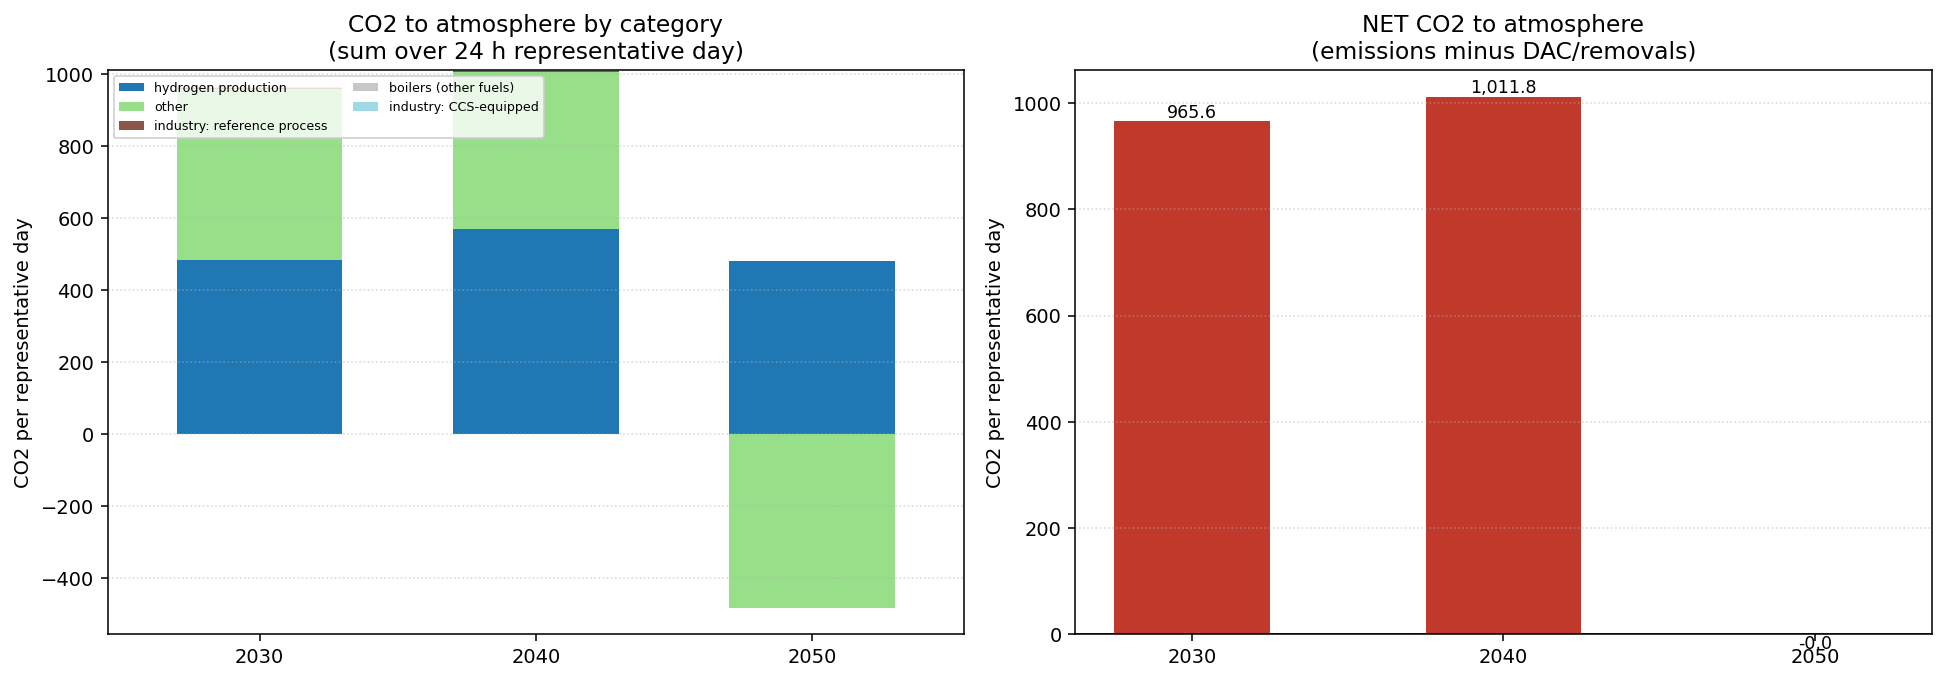 CO2 to atmosphere by category
(sum over 24 h representative day)
CO2 per representative day
1000
800
600
400
200
0
−200
−400
hydrogen production
other
industry: reference process
boilers (other fuels)
industry: CCS-equipped
2030
2040
2050
NET CO2 to atmosphere
(emissions minus DAC/removals)
CO2 per representative day
1000
800
600
400
200
0
965.6
1,011.8
-0.0
2030
2040
2050